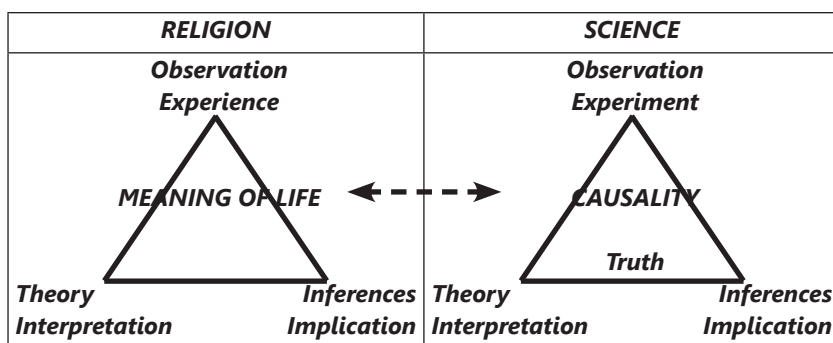 RELIGION
SCIENCE
Observation
Experience
MEANING OF LIFE
Theory
Interpretation
Inferences
Implication
Observation
Experiment
CAUSALITY
Truth
Theory
Interpretation
Inferences
Implication